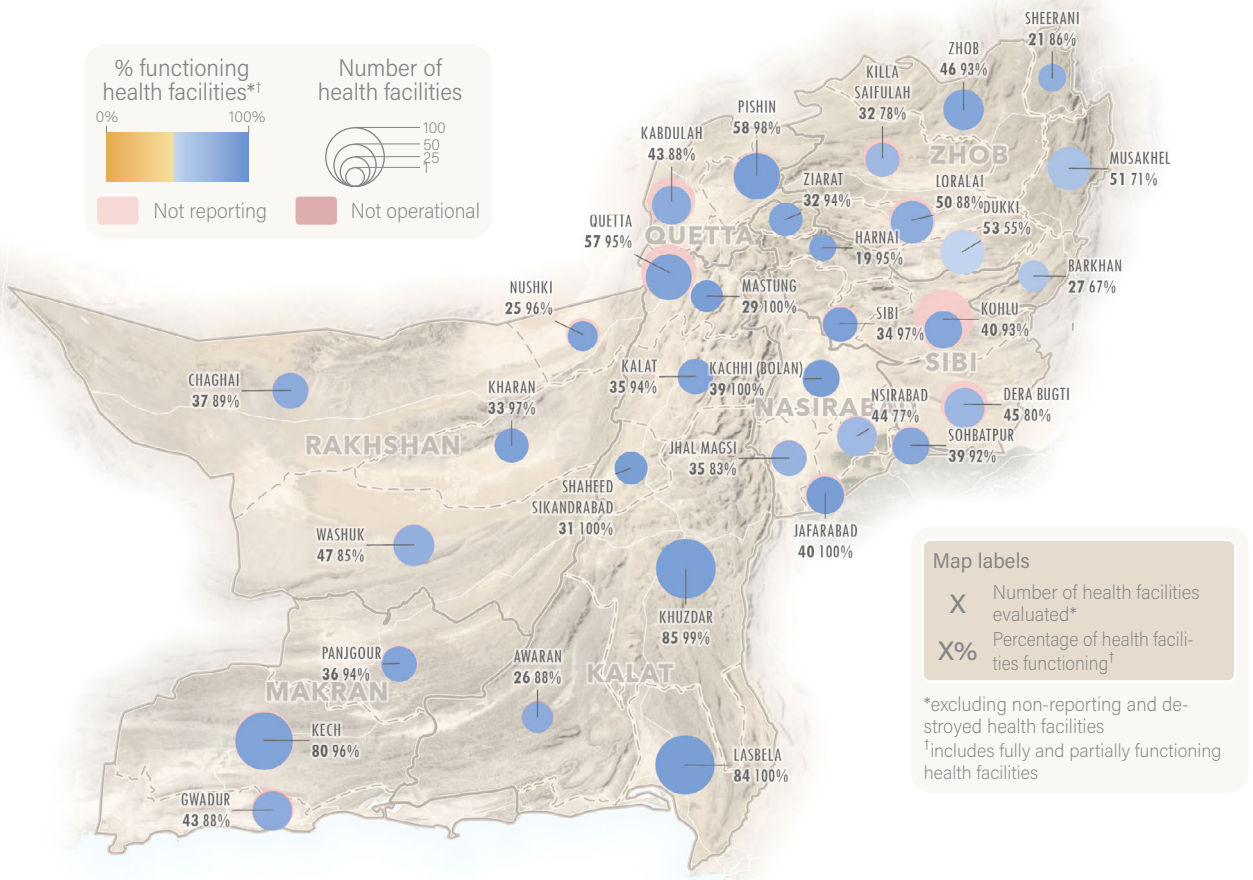 % functioning
health facilities*†
0%
100%
Number of
health facilities
100
50
25
1
Not reporting
Not operational
SHEERANI
21 86%
ZHOB
46 93%
KILLA
SAIFULAH
32 78%
PISHIN
58 98%
KABDULAH
43 88%
ZHOB
MUSAKHEL
51 71%
ZIARAT
32 94%
LORALAI
50 88%
DUKKI
53 55%
QUETTA
57 95%
QUETTA
HARNAI
19 95%
BARKHAN
27 67%
NUSHKI
25 96%
MASTUNG
29 100%
SIBI
34 97%
KOHLU
40 93%
SIBI
CHAGHAI
37 89%
KHARAN
33 97%
KALAT
35 94%
KACHHI (BOLAN)
39 100%
NASIRABAD
NSIRABAD
44 77%
DERA BUGTI
45 80%
RAKHSHAN
JHAL MAGSI
35 83%
SOHBATPUR
39 92%
SHAHEED
SIKANDRABAD
31 100%
WASHUK
47 85%
JAFARABAD
40 100%
KHUZDAR
85 99%
PANJGOUR
36 94%
MAKRAN
AWARAN
26 88%
KALAT
KECH
80 96%
LASBELA
84 100%
GWADUR
43 88%
Map labels
X
Number of health facilities
evaluated*
X%
Percentage of health facili-
ties functioning†
*excluding non-reporting and de-
stroyed health facilities
†includes fully and partially functioning
health facilities